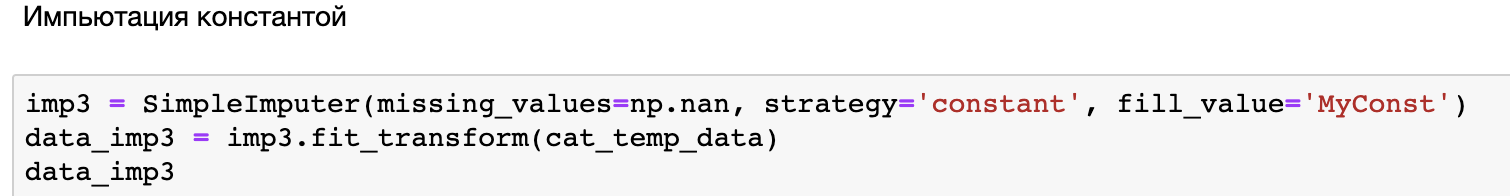 Импьютация константой
imp3 = SimpleImputer(missing_values=np.nan, strategy='constant', fill_value='MyConst')
data_imp3 = imp3.fit_transform(cat_temp_data)
data_imp3